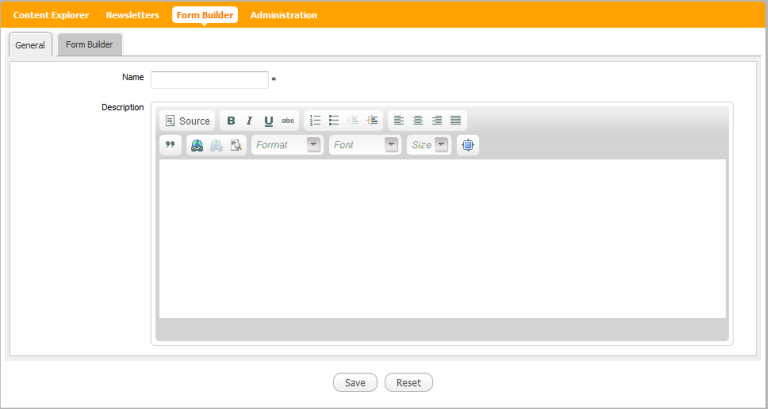 Content Explorer Newsletters Form Builder Administration
General Form Builder
Name *
Description
Source B I U abc
Format Font Size
Save Reset